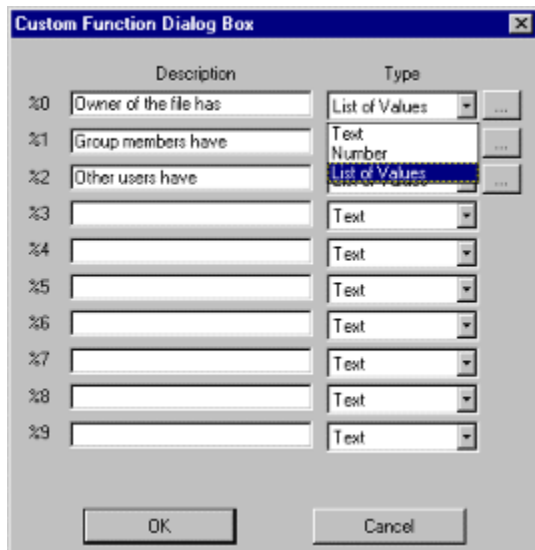 Custom Function Dialog Box
Description Type
%0 Owner of the file has List of Values ...
%1 Group members have Text ...
Number
%2 Other users have List of Values ...
%3 Text
%4 Text
%5 Text
%6 Text
%7 Text
%8 Text
%9 Text
OK Cancel